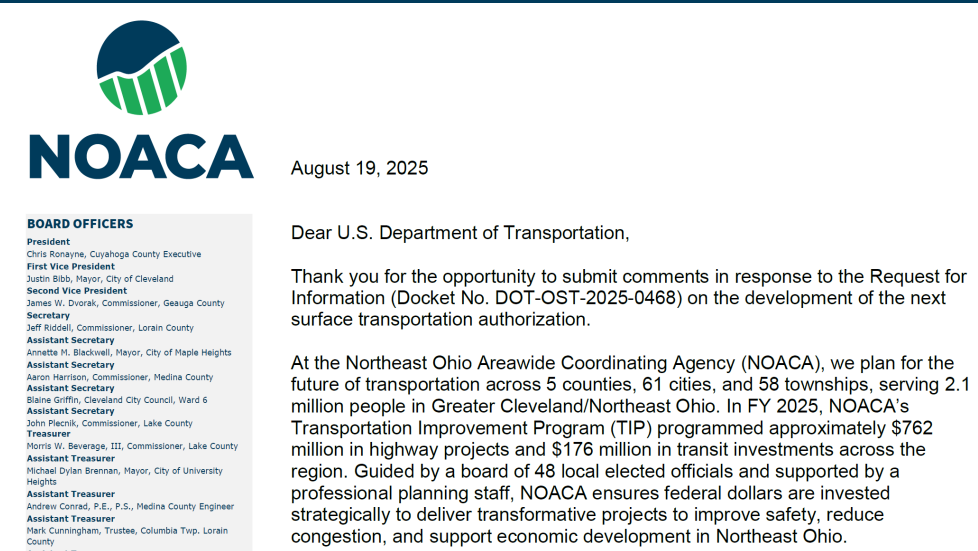 NOACA
August 19, 2025
BOARD OFFICERS
President
Chris Ronayne, Cuyahoga County Executive
First Vice President
Justin Bibb, Mayor, City of Cleveland
Second Vice President
James W. Dvorak, Commissioner, Geauga County
Secretary
Jeff Riddell, Commissioner, Lorain County
Assistant Secretary
Annette M. Blackwell, Mayor, City of Maple Heights
Assistant Secretary
Aaron Harrison, Commissioner, Medina County
Assistant Secretary
Blaine Griffin, Cleveland City Council, Ward 6
Assistant Secretary
John Plecnik, Commissioner, Lake County
Treasurer
Morris W. Beverage, III, Commissioner, Lake County
Assistant Treasurer
Michael Dylan Brennan, Mayor, City of University
Heights
Assistant Treasurer
Andrew Conrad, P.E., P.S., Medina County Engineer
Assistant Treasurer
Mark Cunningham, Trustee, Columbia Twp. Lorain
County
Dear U.S. Department of Transportation,
Thank you for the opportunity to submit comments in response to the Request for
Information (Docket No. DOT-OST-2025-0468) on the development of the next
surface transportation authorization.
At the Northeast Ohio Areawide Coordinating Agency (NOACA), we plan for the
future of transportation across 5 counties, 61 cities, and 58 townships, serving 2.1
million people in Greater Cleveland/Northeast Ohio. In FY 2025, NOACA's
Transportation Improvement Program (TIP) programmed approximately $762
million in highway projects and $176 million in transit investments across the
region. Guided by a board of 48 local elected officials and supported by a
professional planning staff, NOACA ensures federal dollars are invested
strategically to deliver transformative projects to improve safety, reduce
congestion, and support economic development in Northeast Ohio.